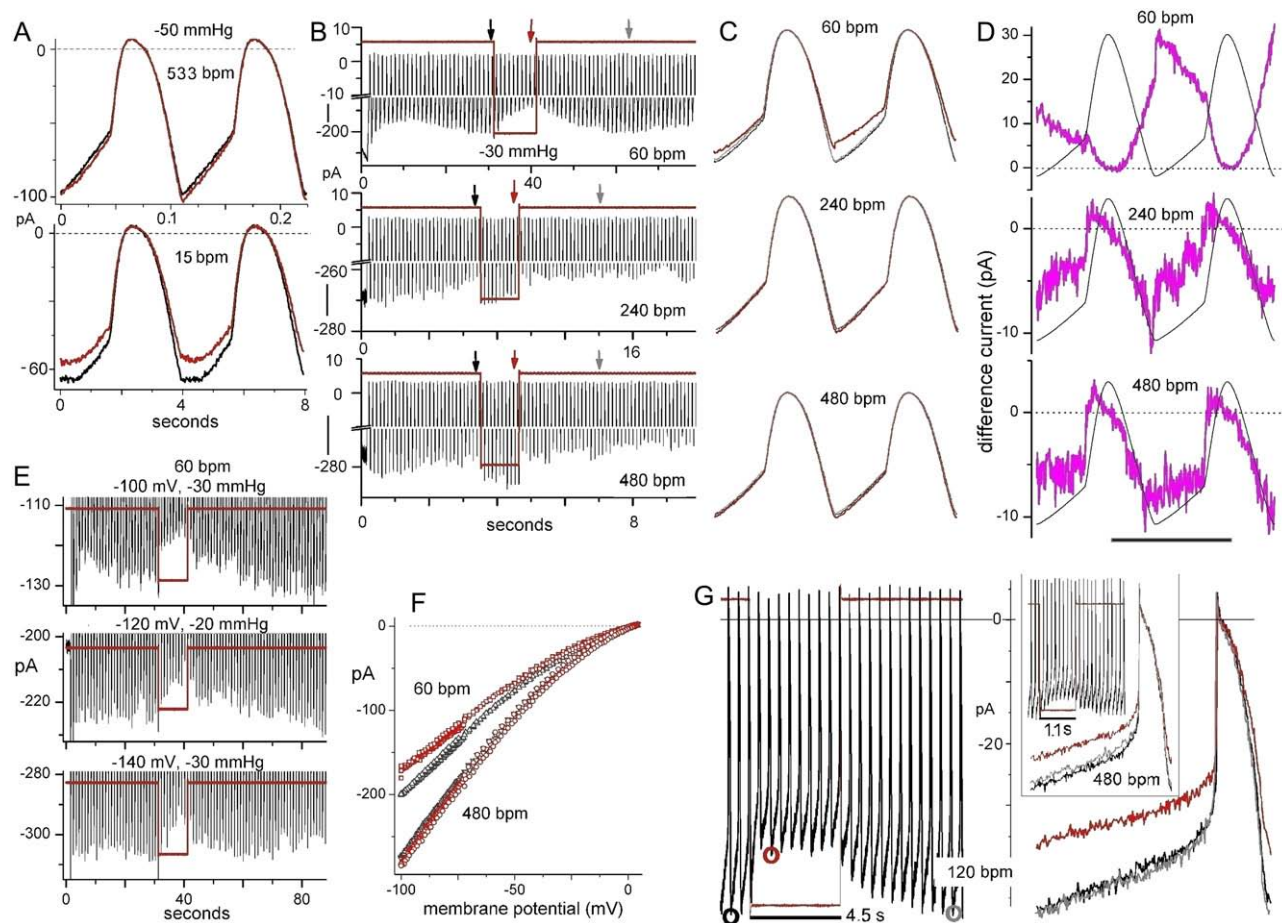 A
-50 mmHg
0
533 bpm
-100
pA
0
0.1
0.2
0
15 bpm
-60
0
4
8
seconds
B
10
0
-10
-200
-30 mmHg
60 bpm
pA
0
40
10
0
-260
240 bpm
-280
0
16
10
0
-280
480 bpm
0
8
seconds
C
60 bpm
240 bpm
480 bpm
D
60 bpm
30
20
10
0
240 bpm
0
-10
480 bpm
0
-10
difference current (pA)
E
60 bpm
-100 mV, -30 mmHg
-110
-130
-120 mV, -20 mmHg
-200
pA
-220
-140 mV, -30 mmHg
-280
-300
0
40
80
seconds
F
0
pA
60 bpm
-100
-200
480 bpm
-100
-50
0
membrane potential (mV)
G
120 bpm
4.5 s
0
pA
-20
1.1s
480 bpm